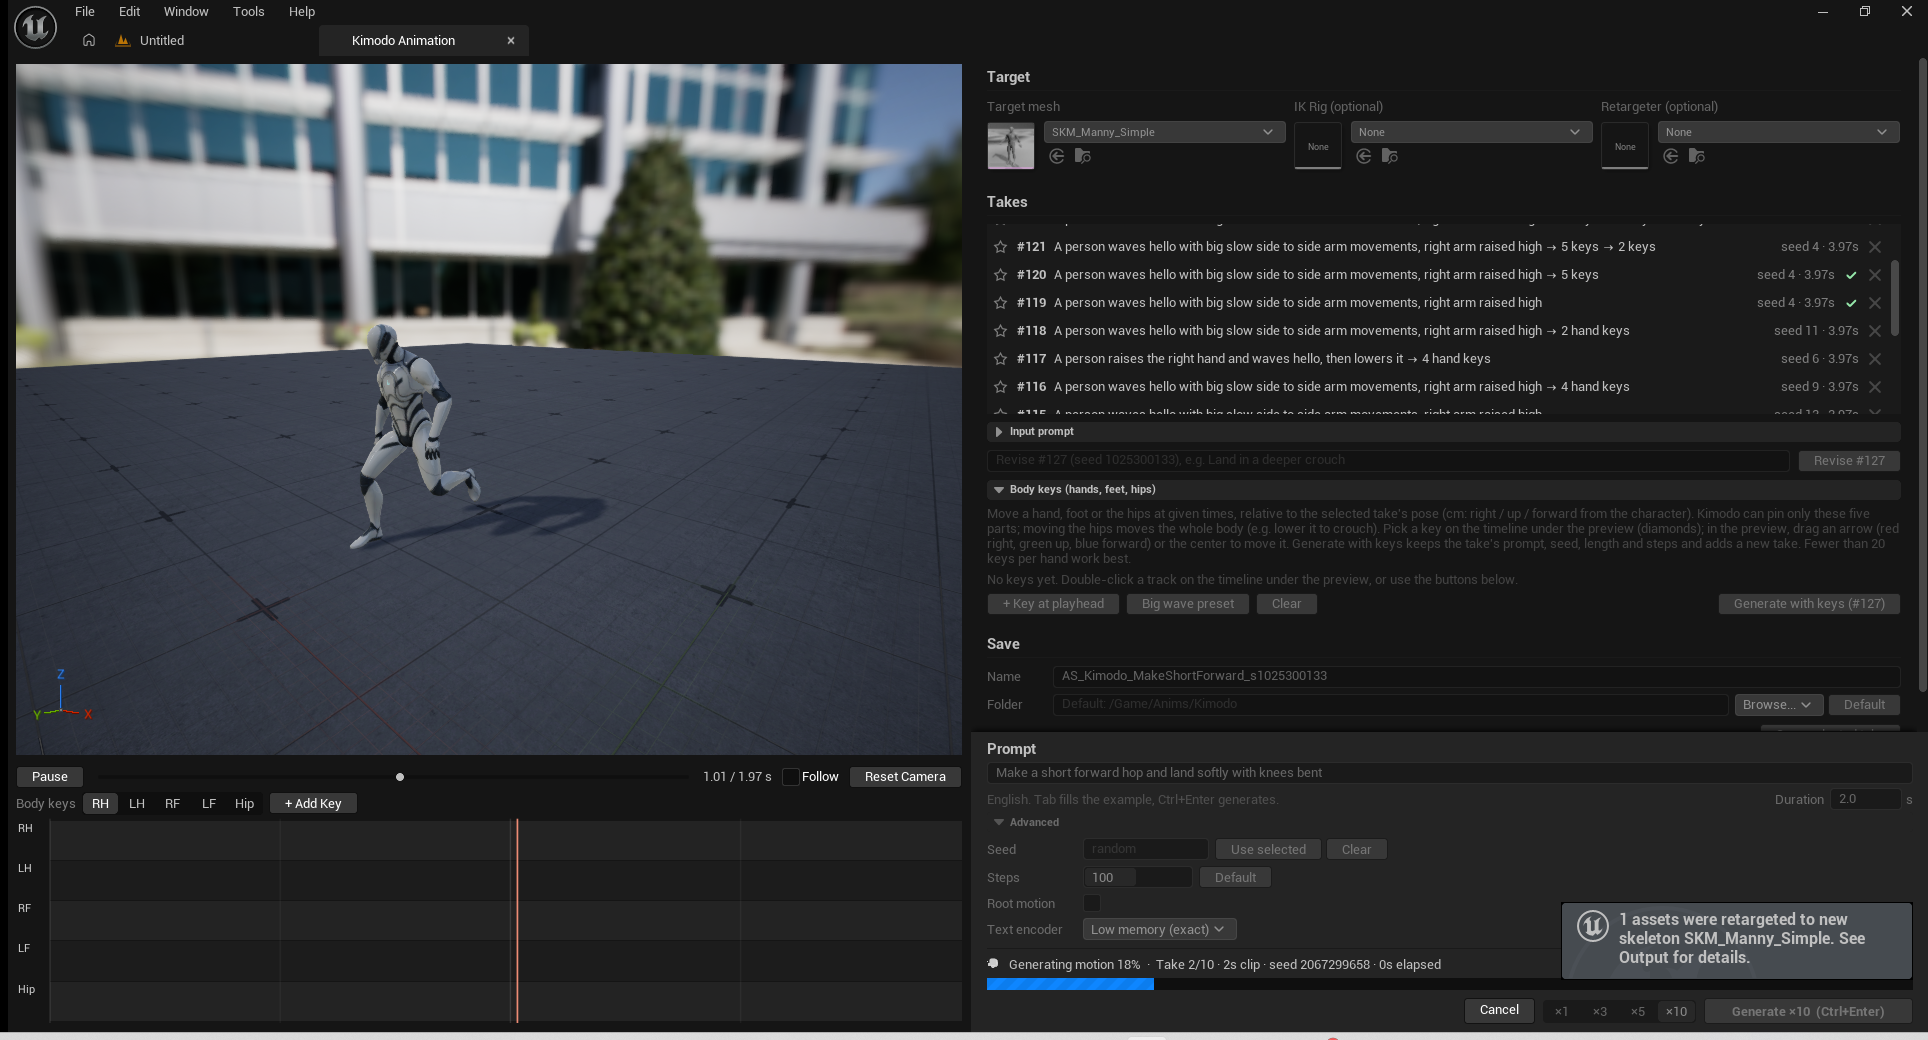 File Edit Window Tools Help
Untitled
Kimodo Animation
Target
Target mesh
IK Rig (optional)
Retargeter (optional)
SKM_Manny_Simple
None
None
None
None
Takes
#121 A person waves hello with big slow side to side arm movements, right arm raised high → 5 keys → 2 keys seed 4 · 3.97s
#120 A person waves hello with big slow side to side arm movements, right arm raised high → 5 keys seed 4 · 3.97s
#119 A person waves hello with big slow side to side arm movements, right arm raised high seed 4 · 3.97s
#118 A person waves hello with big slow side to side arm movements, right arm raised high → 2 hand keys seed 11 · 3.97s
#117 A person raises the right hand and waves hello, then lowers it → 4 hand keys seed 6 · 3.97s
#116 A person waves hello with big slow side to side arm movements, right arm raised high → 4 hand keys seed 9 · 3.97s
#115 A person waves hello with big slow side to side arm movements, right arm raised high
Input prompt
Revise #127 (seed 1025300133), e.g. Land in a deeper crouch
Revise #127
Body keys (hands, feet, hips)
Move a hand, foot or the hips at given times, relative to the selected take's pose (cm: right / up / forward from the character). Kimodo can pin only these five
parts; moving the hips moves the whole body (e.g. lower it to crouch). Pick a key on the timeline under the preview (diamonds); in the preview, drag an arrow (red
right, green up, blue forward) or the center to move it. Generate with keys keeps the take's prompt, seed, length and steps and adds a new take. Fewer than 20
keys per hand work best.
No keys yet. Double-click a track on the timeline under the preview, or use the buttons below.
+ Key at playhead
Big wave preset
Clear
Generate with keys (#127)
Save
Name
AS_Kimodo_MakeShortForward_s1025300133
Folder
Default: /Game/Anims/Kimodo
Browse...
Default
Z
Y
X
Pause
1.01 / 1.97 s
Follow
Reset Camera
Body keys
RH LH RF LF Hip
+ Add Key
RH
LH
RF
LF
Hip
Prompt
Make a short forward hop and land softly with knees bent
English. Tab fills the example, Ctrl+Enter generates.
Duration 2.0 s
Advanced
Seed
random
Use selected
Clear
Steps
100
Default
Root motion
Text encoder
Low memory (exact)
1 assets were retargeted to new
skeleton SKM_Manny_Simple. See
Output for details.
Generating motion 18% · Take 2/10 · 2s clip · seed 2067299658 · 0s elapsed
Cancel
×1 ×3 ×5 ×10
Generate ×10 (Ctrl+Enter)